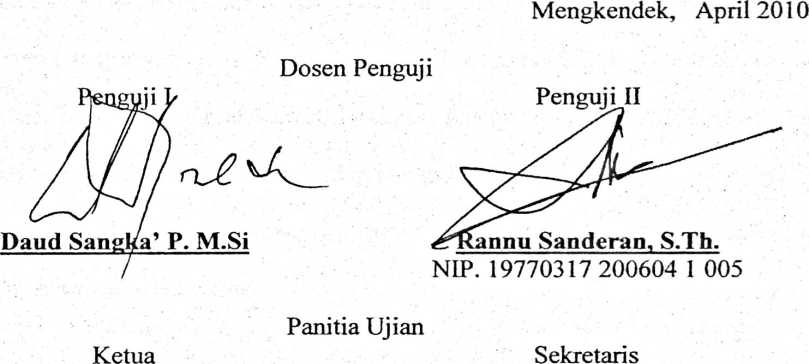 Mengkendek, April 2010
Dosen Penguji
Penguji I Penguji II
Daud Sangka' P. M.Si Rannu Sanderan, S.Th.
NIP. 19770317 200604 1 005
Panitia Ujian
Ketua Sekretaris